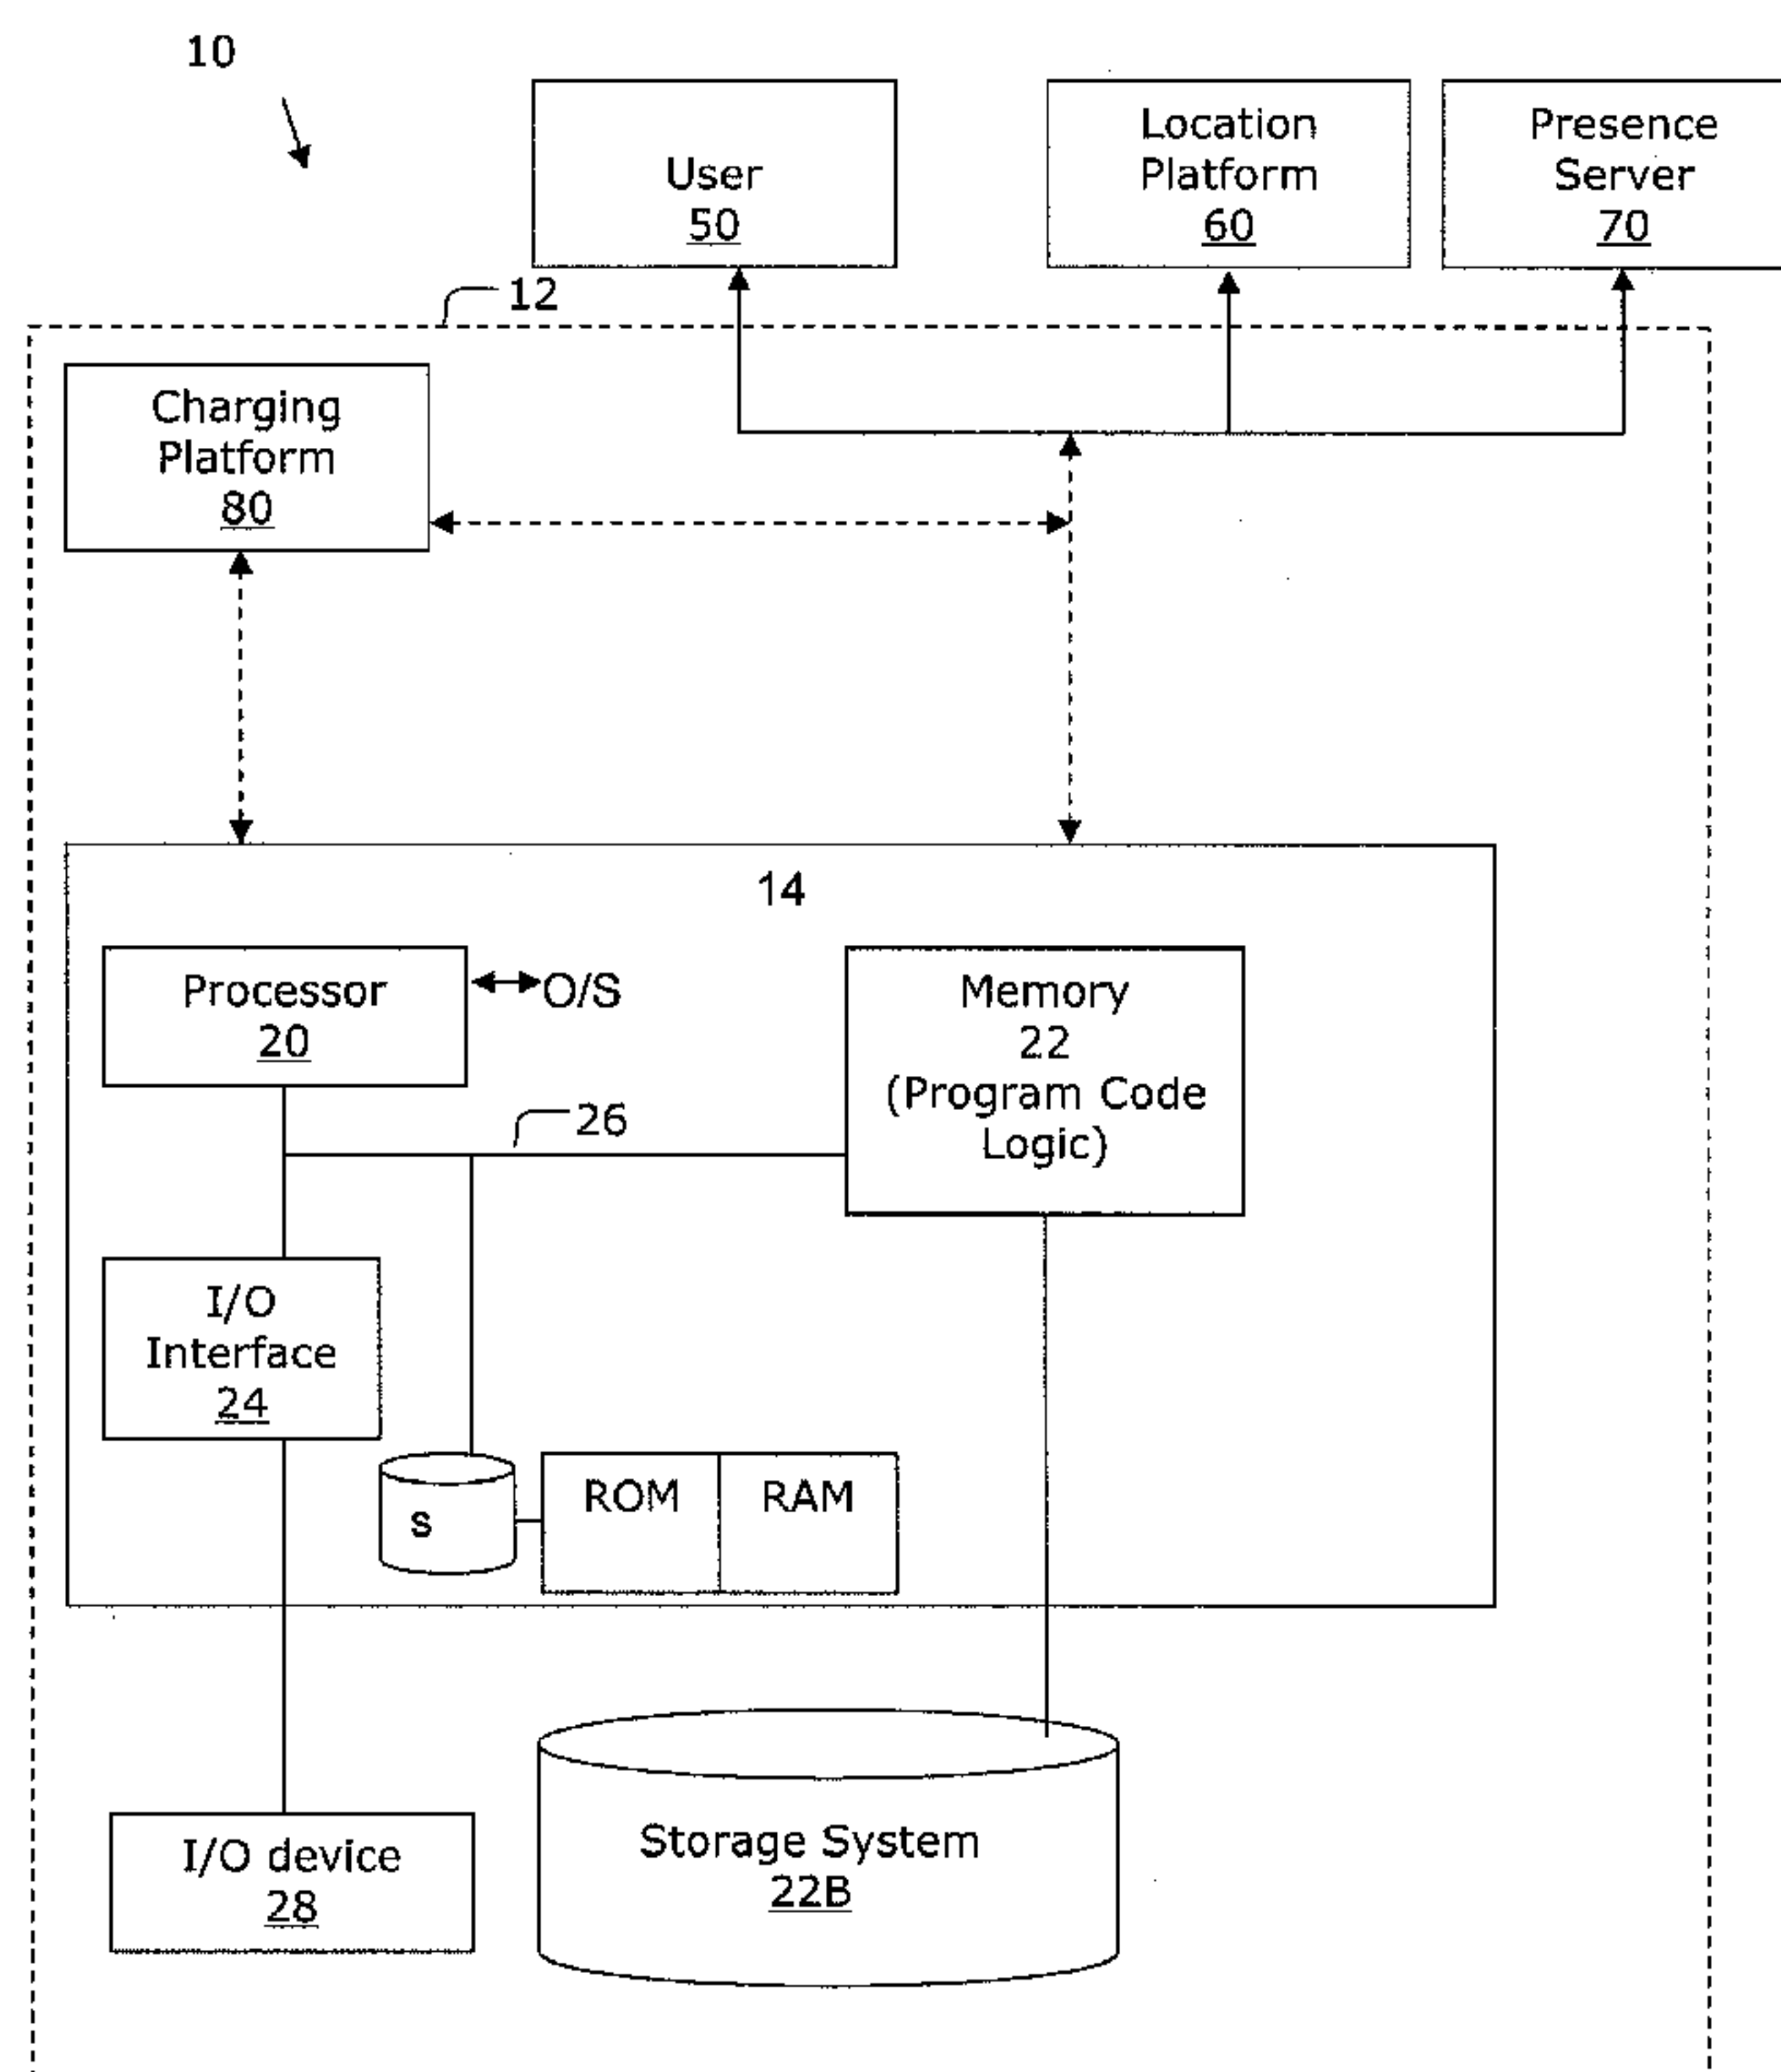 10
User
50
Location
Platform
60
Presence
Server
70
12
Charging
Platform
80
14
Processor
20
O/S
Memory
22
(Program Code
Logic)
26
I/O
Interface
24
S
ROM
RAM
I/O device
28
Storage System
22B